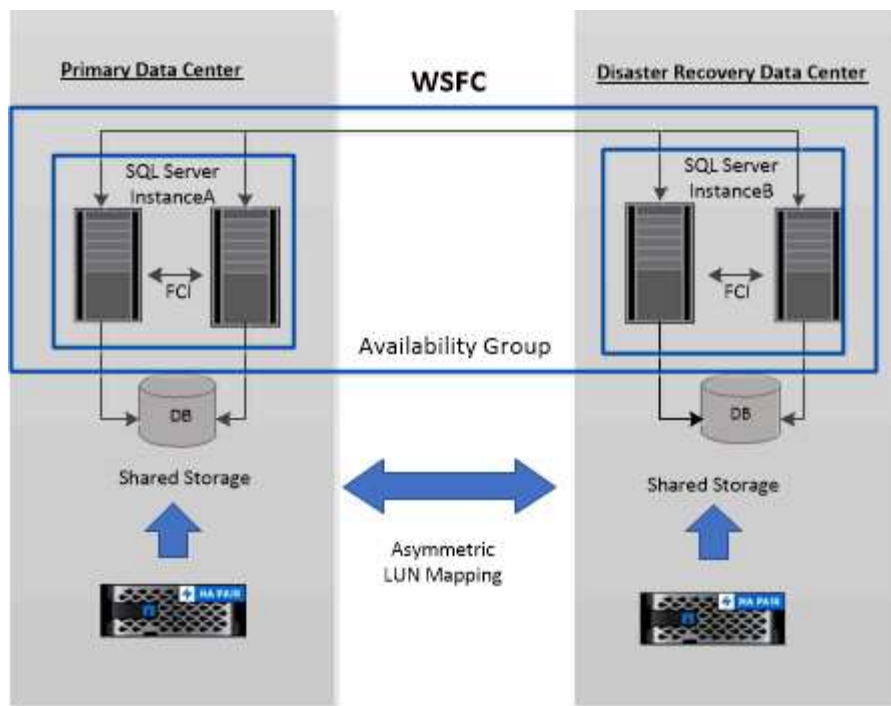 Primary Data Center
WSFC
Disaster Recovery Data Center
SQL Server
InstanceA
FCI
SQL Server
InstanceB
FCI
Availability Group
DB
DB
Shared Storage
Shared Storage
Asymmetric
LUN Mapping
HA PAIR
HA PAIR